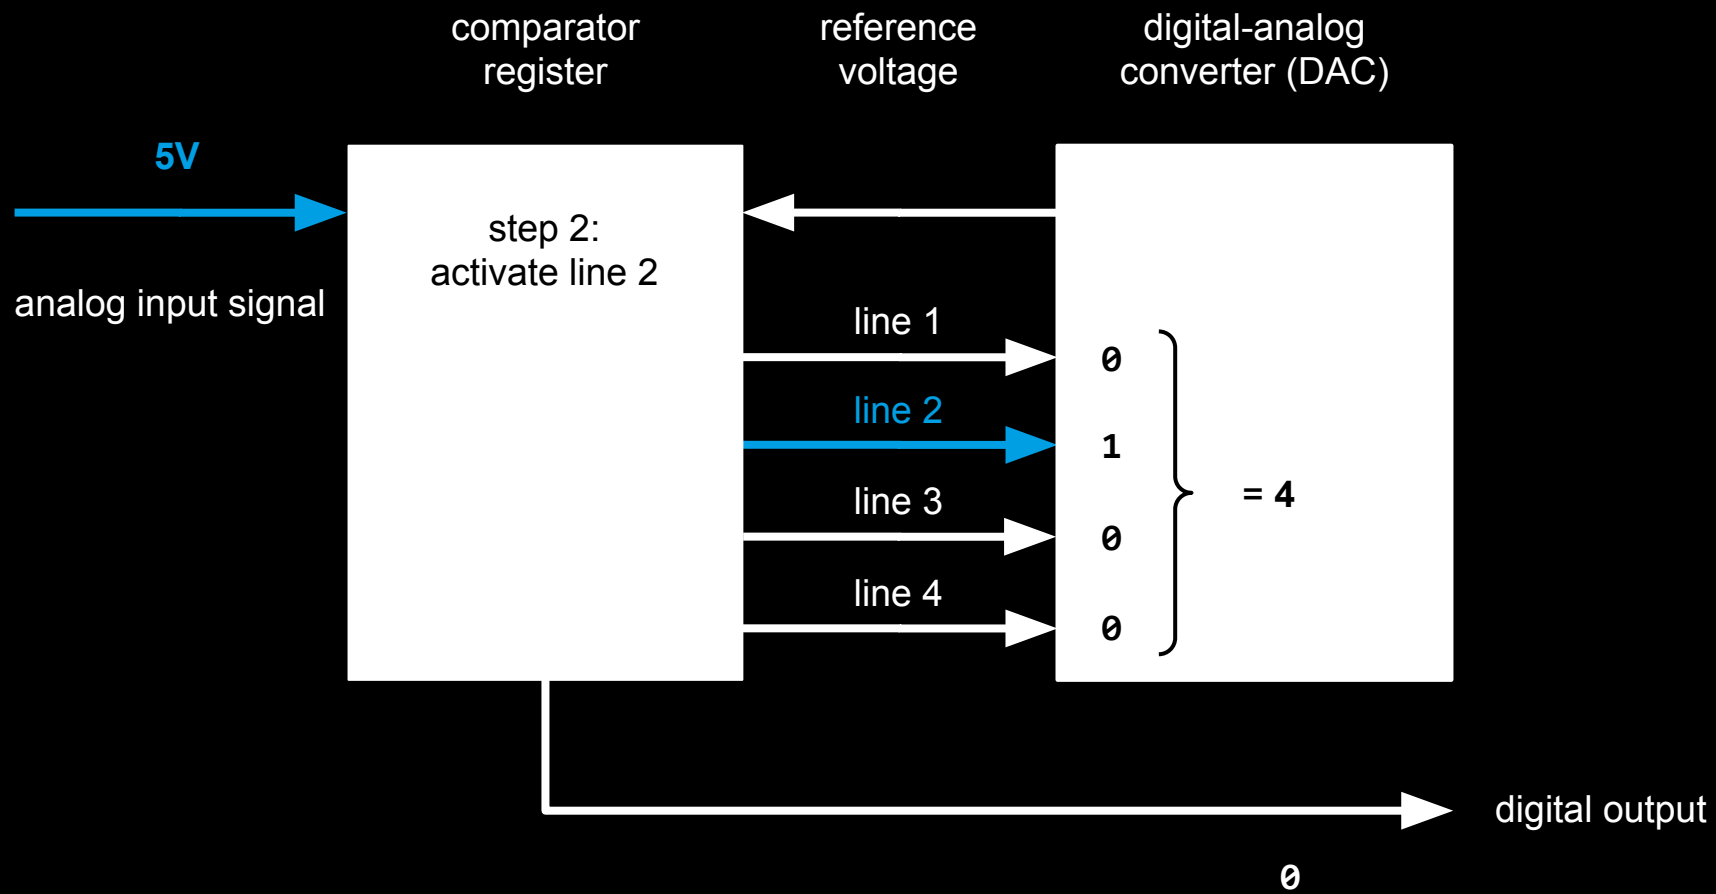 comparator
register
reference
voltage
digital-analog
converter (DAC)
5V
analog input signal
step 2:
activate line 2
line 1
line 2
line 3
line 4
0
1
0
0
= 4
digital output
0